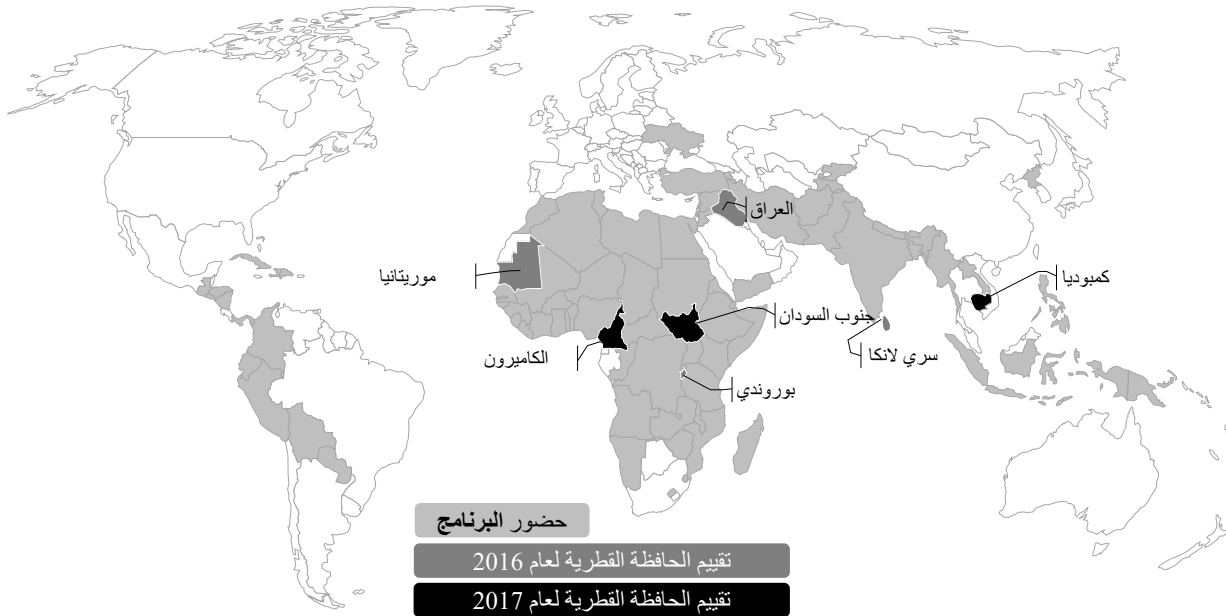 العراق
موريتانيا
كمبوديا
جنوب السودان
سري لانكا
الكاميرون
بوروندي
حضور البرنامج
تقييم الحافظة القطرية لعام 2016
تقييم الحافظة القطرية لعام 2017